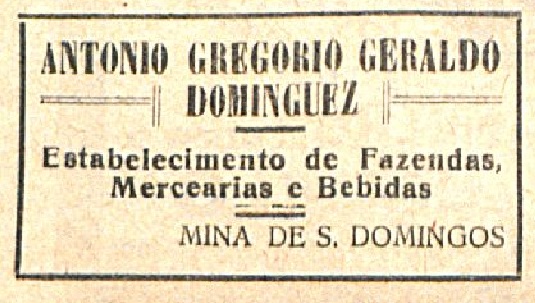 ANTONIO GREGORIO GERALDO
DOMINGUEZ
Estabelecimento de Fazendas,
Mercearias e Bebidas
MINA DE S. DOMINGOS